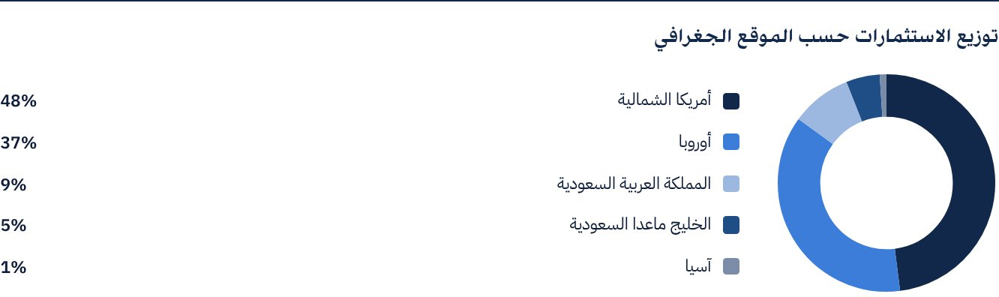 توزيع الاستثمارات حسب الموقع الجغرافي
أمريكا الشمالية 48%
أوروبا 37%
المملكة العربية السعودية 9%
الخليج ماعدا السعودية 5%
آسيا 1%